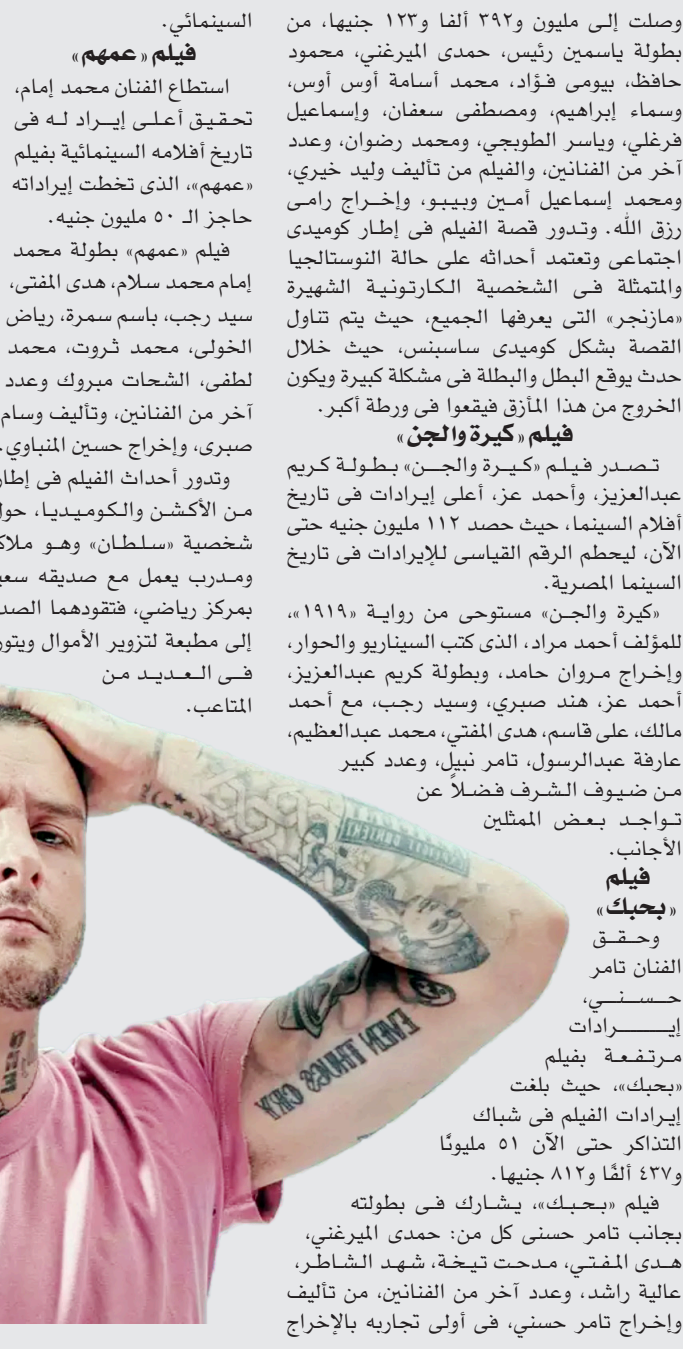 وصلت إلى مليون و٣٩٢ ألفا و١٢٣ جنيها، من
بطولة ياسمين رئيس، حمدى الميرغني، محمود
حافظ، بيومى فؤاد، محمد أسامة أوس أوس،
وسماء إبراهيم، ومصطفى سعفان، وإسماعيل
فرغلي، وياسر الطوبجي، ومحمد رضوان، وعدد
آخر من الفنانين، والفيلم من تأليف وليد خيري،
ومحمد إسماعيل أمين وبيبو، وإخراج رامى
رزق الله. وتدور قصة الفيلم فى إطار كوميدى
اجتماعى وتعتمد أحداثه على حالة النوستالجيا
والمتمثلة فى الشخصية الكارتونية الشهيرة
«مازنجر» التى يعرفها الجميع، حيث يتم تناول
القصة بشكل كوميدى ساسبنس، حيث خلال
حدث يوقع البطل والبطلة فى مشكلة كبيرة ويكون
الخروج من هذا المأزق فيقعوا فى ورطة أكبر.
فيلم «كيرة والجن»
تصدر فيلم «كيرة والجن» بطولة كريم
عبدالعزيز، وأحمد عز، أعلى إيرادات فى تاريخ
أفلام السينما، حيث حصد ١١٢ مليون جنيه حتى
الآن، ليحطم الرقم القياسى للإيرادات فى تاريخ
السينما المصرية.
«كيرة والجن» مستوحى من رواية «١٩١٩»،
للمؤلف أحمد مراد، الذى كتب السيناريو والحوار،
وإخراج مروان حامد، وبطولة كريم عبدالعزيز،
أحمد عز، هند صبري، وسيد رجب، مع أحمد
مالك، على قاسم، هدى المفتي، محمد عبدالعظيم،
عارفة عبدالرسول، تامر نبيل، وعدد كبير
من ضيوف الشرف فضلاً عن
تواجد بعض الممثلين
الأجانب.
فيلم
«بحبك»
وحقق
الفنان تامر
حسني،
إيرادات
مرتفعة بفيلم
«بحبك»، حيث بلغت
إيرادات الفيلم فى شباك
التذاكر حتى الآن ٥١ مليونًا
و٤٣٧ ألفًا و٨١٢ جنيها.
فيلم «بحبك»، يشارك فى بطولته
بجانب تامر حسنى كل من: حمدى الميرغني،
هدى المفتي، مدحت تيخة، شهد الشاطر،
عالية راشد، وعدد آخر من الفنانين، من تأليف
وإخراج تامر حسني، فى أولى تجاربه بالإخراج
السينمائي.
فيلم «عمهم»
استطاع الفنان محمد إمام،
تحقيق أعلى إيراد له فى
تاريخ أفلامه السينمائية بفيلم
«عمهم»، الذى تخطت إيراداته
حاجز الـ ٥٠ مليون جنيه.
فيلم «عمهم» بطولة محمد
إمام محمد سلام، هدى المفتى،
سيد رجب، باسم سمرة، رياض
الخولى، محمد ثروت، محمد
لطفى، الشحات مبروك وعدد
آخر من الفنانين، وتأليف وسام
صبرى، وإخراج حسين المنباوي.
وتدور أحداث الفيلم فى إطار
من الأكشن والكوميديا، حول
شخصية «سلطان» وهو ملاك
ومدرب يعمل مع صديقه سع
بمركز رياضي، فتقودهما الصد
إلى مطبعة لتزوير الأموال ويتور
فى العديد من
المتاعب.
EVEN THUGS CRY